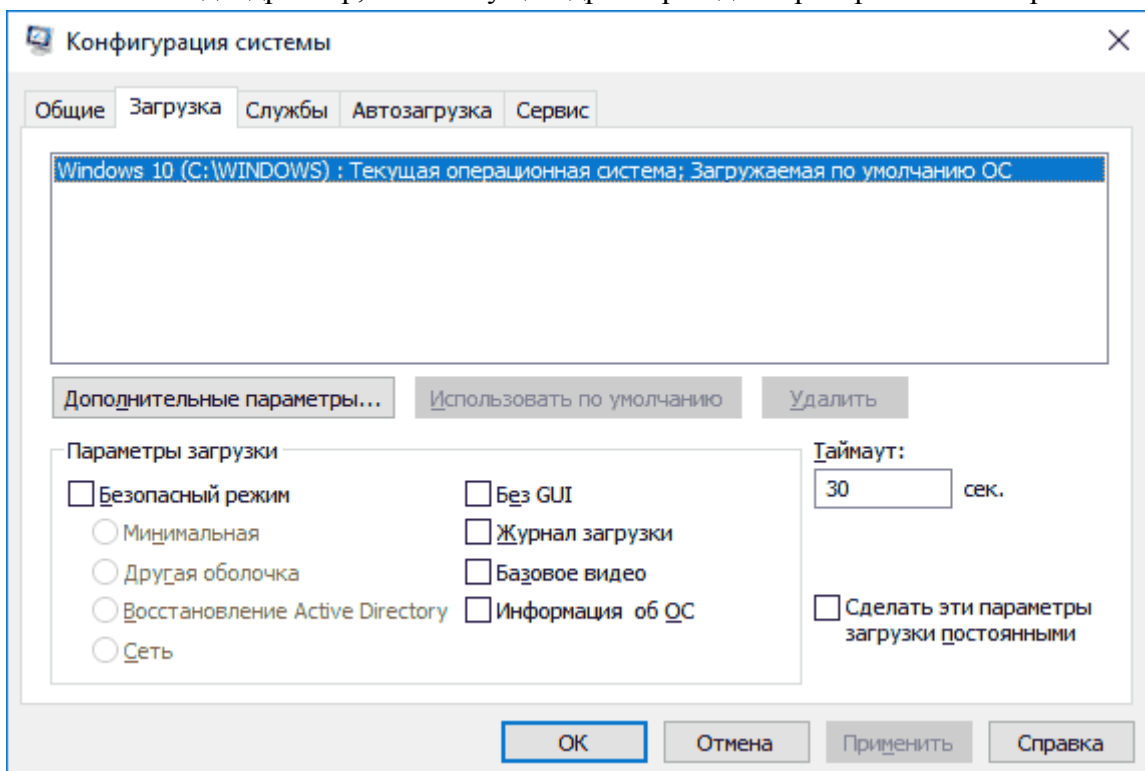 Конфигурация системы
Общие Загрузка Службы Автозагрузка Сервис
Windows 10 (C:\WINDOWS) : Текущая операционная система; Загружаемая по умолчанию ОС
Дополнительные параметры... Использовать по умолчанию Удалить
Параметры загрузки Таймаут:
Безопасный режим Без GUI 30 сек.
Минимальная Журнал загрузки
Другая оболочка Базовое видео
Восстановление Active Directory Информация об ОС Сделать эти параметры
Сеть загрузки постоянными
ОК Отмена Применить Справка